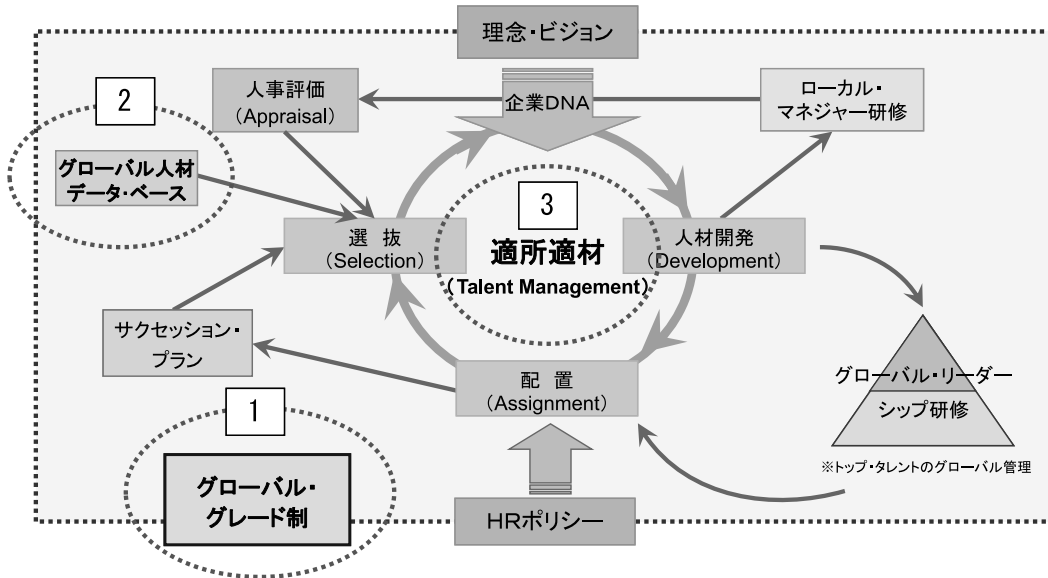 理念・ビジョン
2
人事評価
(Appraisal)
企業DNA
ローカル・
マネジャー研修
グローバル人材
データ・ベース
3
選 抜
(Selection)
適所適材
(Talent Management)
人材開発
(Development)
サクセッション・
プラン
配 置
(Assignment)
グローバル・リーダー
シップ研修
※トップ・タレントのグローバル管理
1
グローバル・
グレード制
HRポリシー